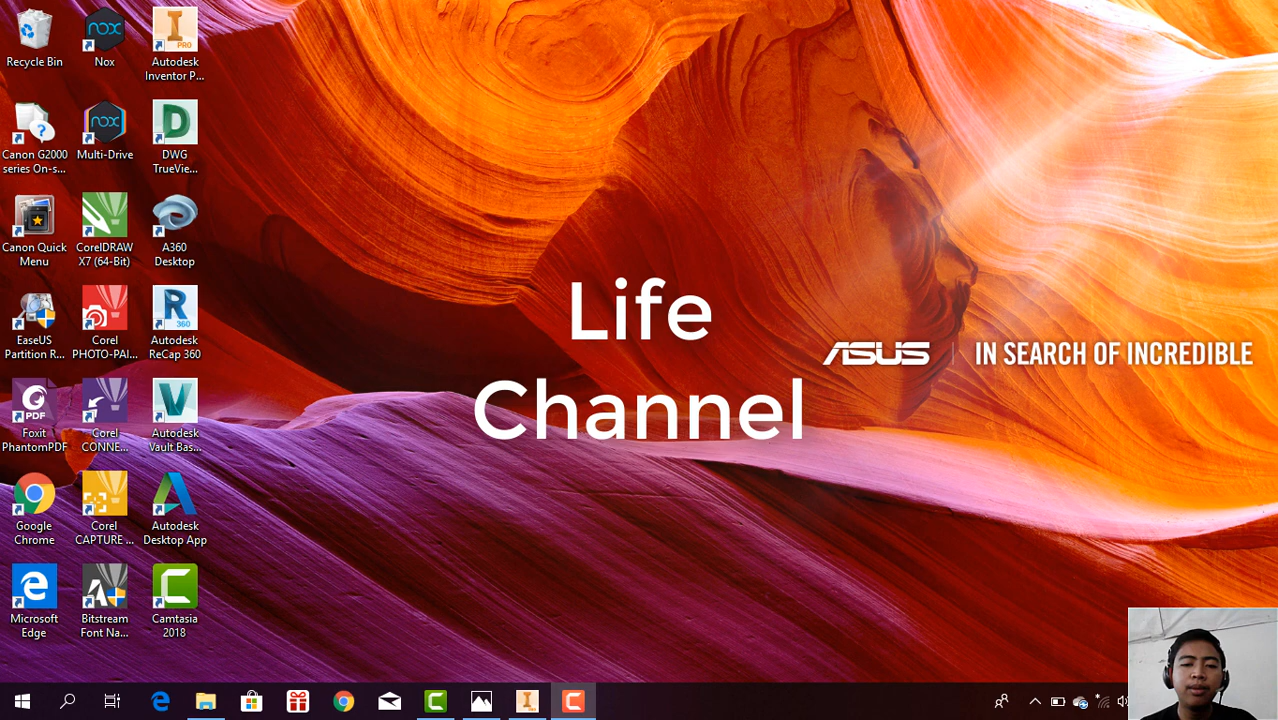 Recycle Bin
Nox
Autodesk
Inventor P...
Canon G2000
series On-s...
Multi-Drive
DWG
TrueVie...
Canon Quick
Menu
CorelDRAW
X7 (64-Bit)
A360
Desktop
EaseUS
Partition R...
Corel
PHOTO-PAI...
Autodesk
ReCap 360
Foxit
PhantomPDF
Corel
CONNE...
Autodesk
Vault Bas...
Google
Chrome
Corel
CAPTURE ...
Autodesk
Desktop App
Microsoft
Edge
Bitstream
Font Na...
Camtasia
2018
Life
Channel
ASUS | IN SEARCH OF INCREDIBLE